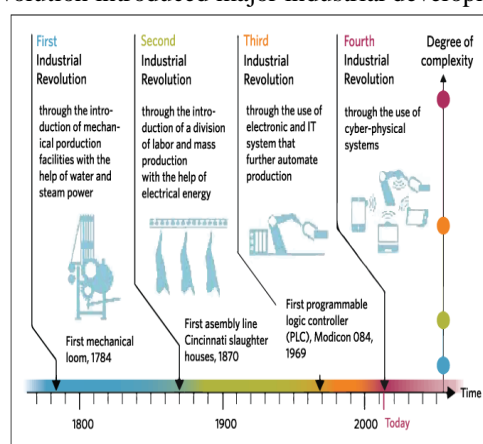 First
Industrial
Revolution
through the intro-
duction of mechan-
ical porduction
facilities with the
help of water and
steam power
First mechanical
loom, 1784
Second
Industrial
Revolution
through the intro-
duction of a division
of labor and mass
production
with the help of
electrical energy
First asembly line
Cincinnati slaughter
houses, 1870
Third
Industrial
Revolution
through the use of
electronic and IT
system that
further automate
production
First programmable
logic controller
(PLC), Modicon 084,
1969
Fourth
Industrial
Revolution
through the use of
cyber-physical
systems
Degree of
complexity
Time
1800
1900
2000
Today